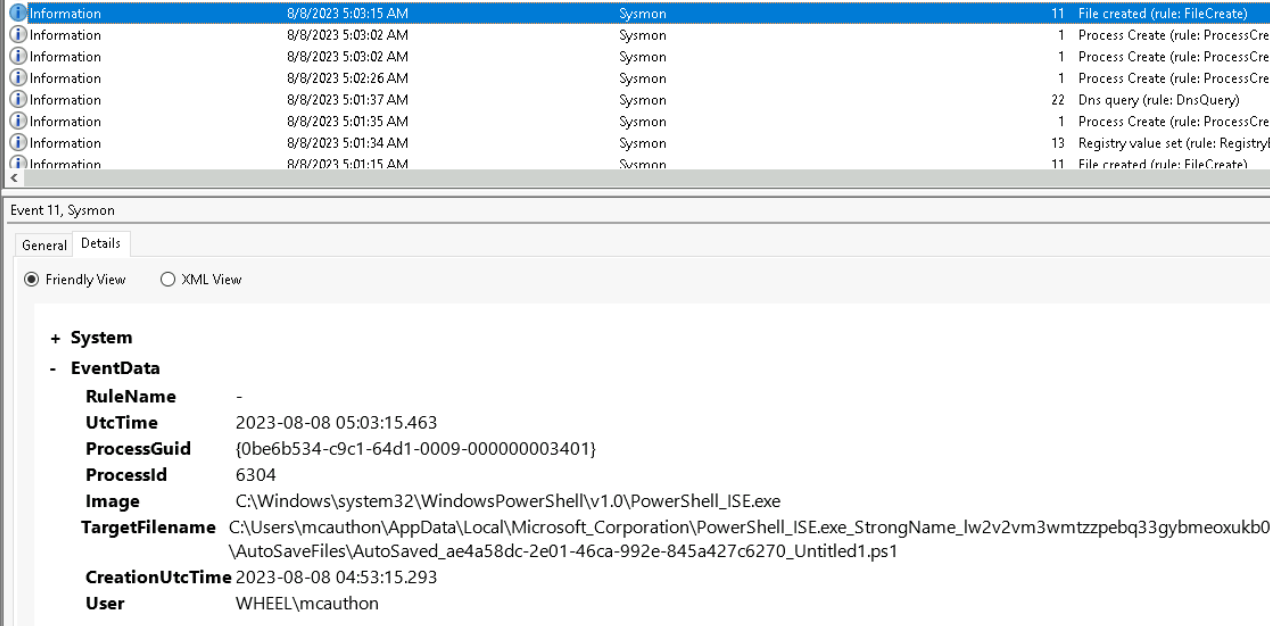 Information 8/8/2023 5:03:15 AM Sysmon 11 File created (rule: FileCreate)
Information 8/8/2023 5:03:02 AM Sysmon 1 Process Create (rule: ProcessCre
Information 8/8/2023 5:03:02 AM Sysmon 1 Process Create (rule: ProcessCre
Information 8/8/2023 5:02:26 AM Sysmon 1 Process Create (rule: ProcessCre
Information 8/8/2023 5:01:37 AM Sysmon 22 Dns query (rule: DnsQuery)
Information 8/8/2023 5:01:35 AM Sysmon 1 Process Create (rule: ProcessCre
Information 8/8/2023 5:01:34 AM Sysmon 13 Registry value set (rule: RegistryE
Information 8/8/2023 5:01:15 AM Sysmon 11 File created (rule: FileCreate)
Event 11, Sysmon
General Details
Friendly View XML View
+ System
- EventData
RuleName -
UtcTime 2023-08-08 05:03:15.463
ProcessGuid {0be6b534-c9c1-64d1-0009-000000003401}
ProcessId 6304
Image C:\Windows\system32\WindowsPowerShell\v1.0\PowerShell_ISE.exe
TargetFilename C:\Users\mcauthon\AppData\Local\Microsoft_Corporation\PowerShell_ISE.exe_StrongName_lw2v2vm3wmtzzpebq33gybmeoxukb0
\AutoSaveFiles\AutoSaved_ae4a58dc-2e01-46ca-992e-845a427c6270_Untitled1.ps1
CreationUtcTime 2023-08-08 04:53:15.293
User WHEEL\mcauthon